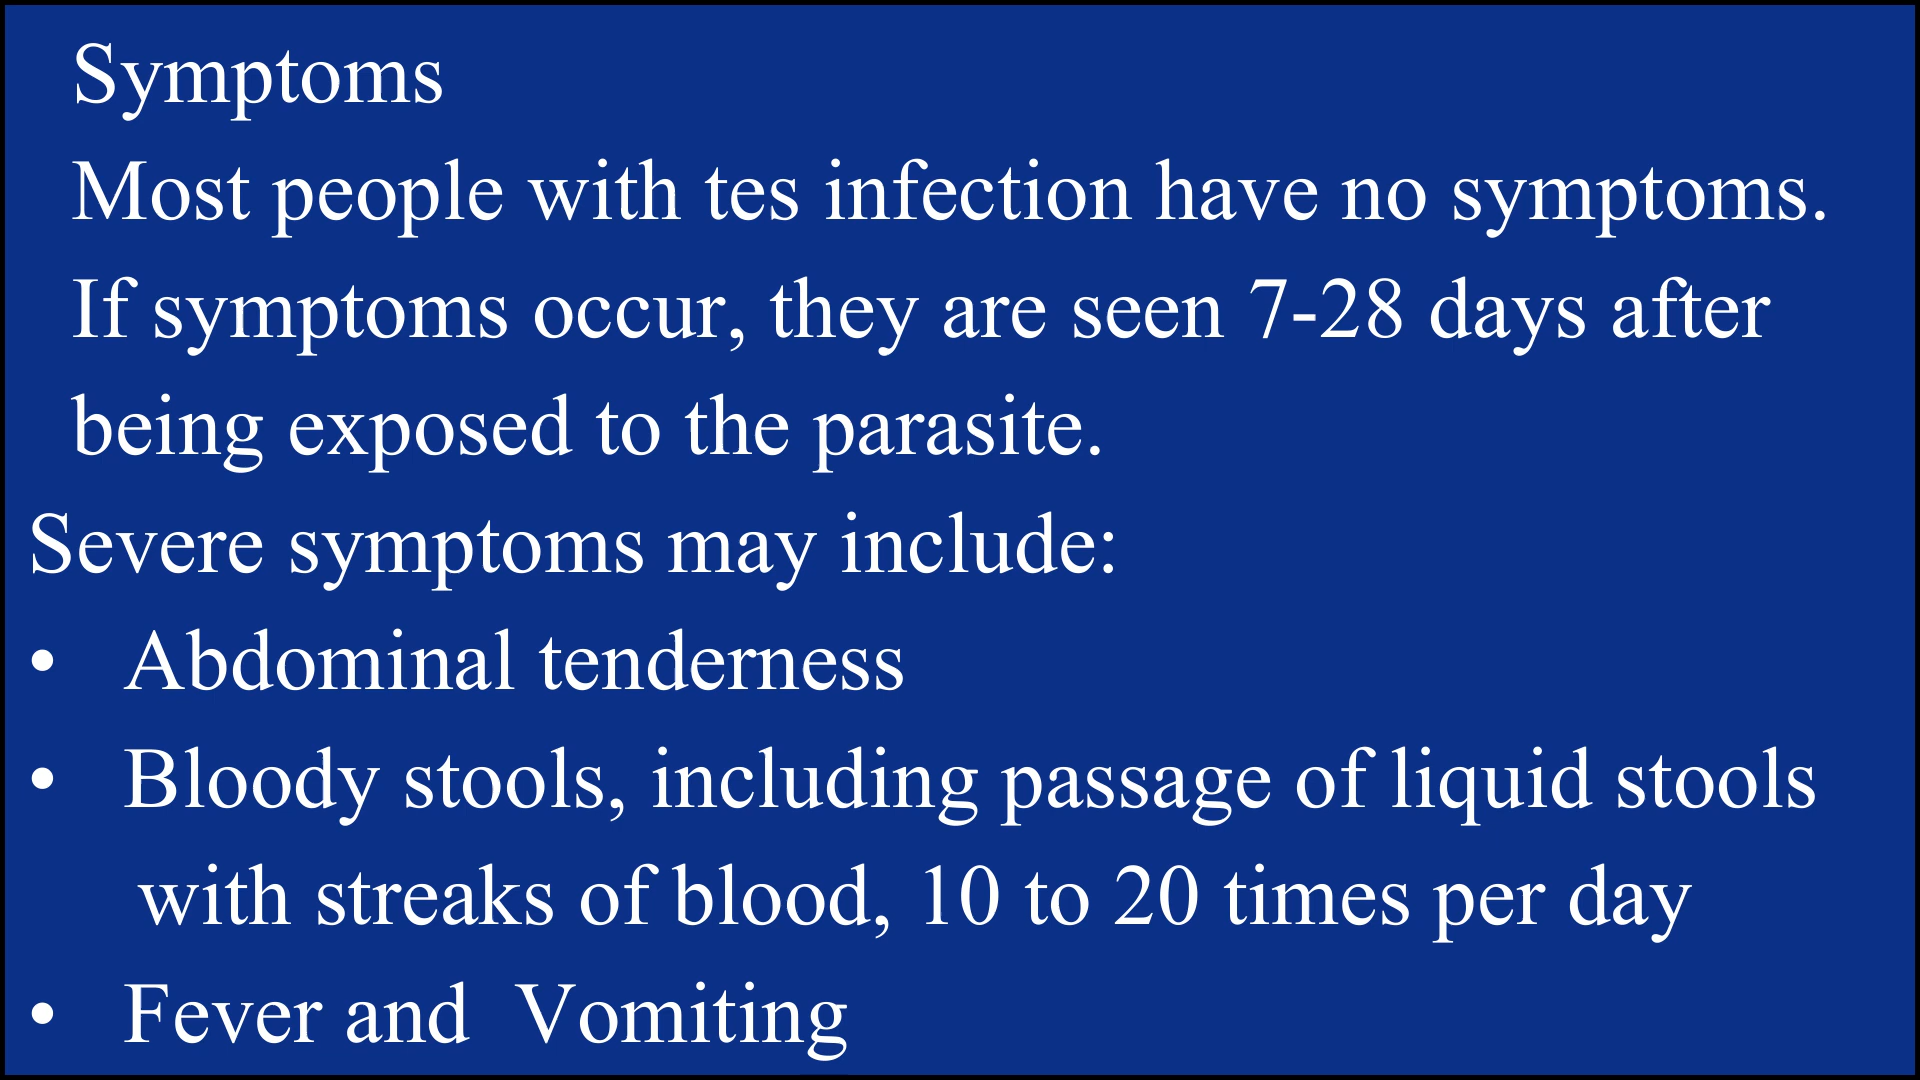 Symptoms
Most people with tes infection have no symptoms.
If symptoms occur, they are seen 7-28 days after
being exposed to the parasite.
Severe symptoms may include:
• Abdominal tenderness
• Bloody stools, including passage of liquid stools
with streaks of blood, 10 to 20 times per day
• Fever and  Vomiting